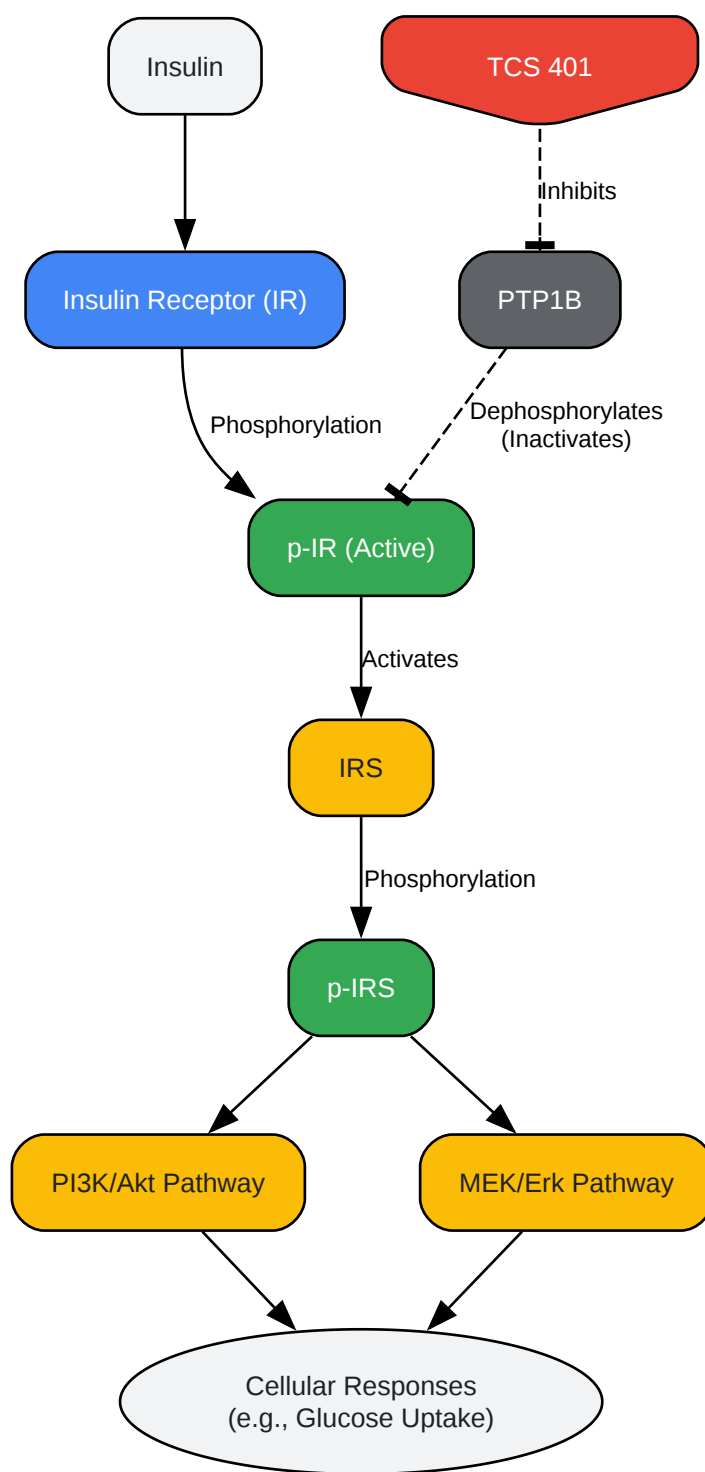 Insulin
TCS 401
Inhibits
Insulin Receptor (IR)
PTP1B
Phosphorylation
Dephosphorylates
(Inactivates)
p-IR (Active)
Activates
IRS
Phosphorylation
p-IRS
PI3K/Akt Pathway
MEK/Erk Pathway
Cellular Responses
(e.g., Glucose Uptake)